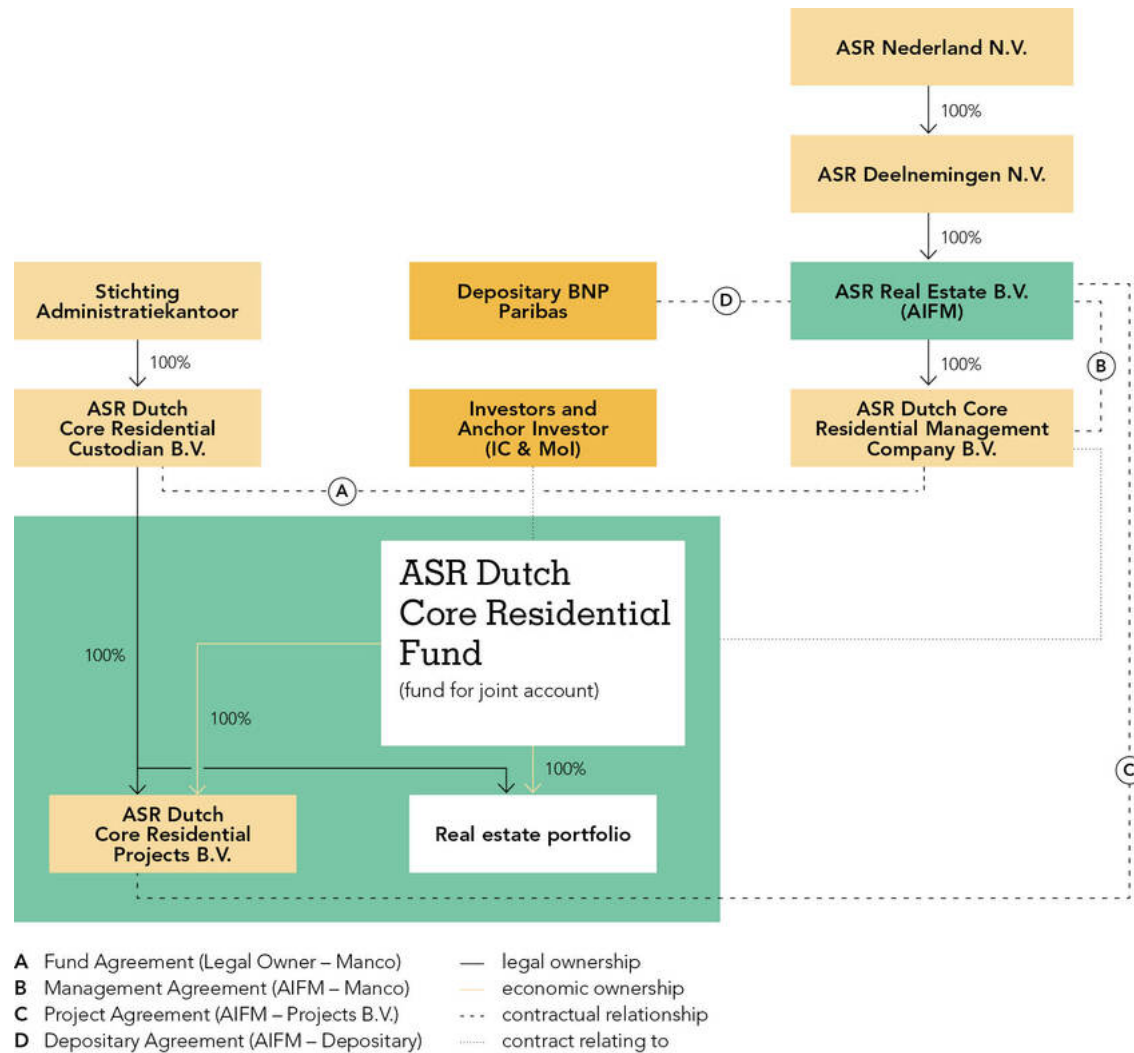 ASR Nederland N.V.
100%
ASR Deelnemingen N.V.
100%
Stichting
Administratiekantoor
Depositary BNP
Paribas
D
ASR Real Estate B.V.
(AIFM)
100%
100%
B
ASR Dutch
Core Residential
Custodian B.V.
Investors and
Anchor Investor
(IC & MoI)
ASR Dutch Core
Residential Management
Company B.V.
A
ASR Dutch
Core Residential
Fund
(fund for joint account)
100%
100%
100%
C
ASR Dutch
Core Residential
Projects B.V.
Real estate portfolio
A Fund Agreement (Legal Owner – Manco)
B Management Agreement (AIFM – Manco)
C Project Agreement (AIFM – Projects B.V.)
D Depositary Agreement (AIFM – Depositary)
legal ownership
economic ownership
contractual relationship
contract relating to